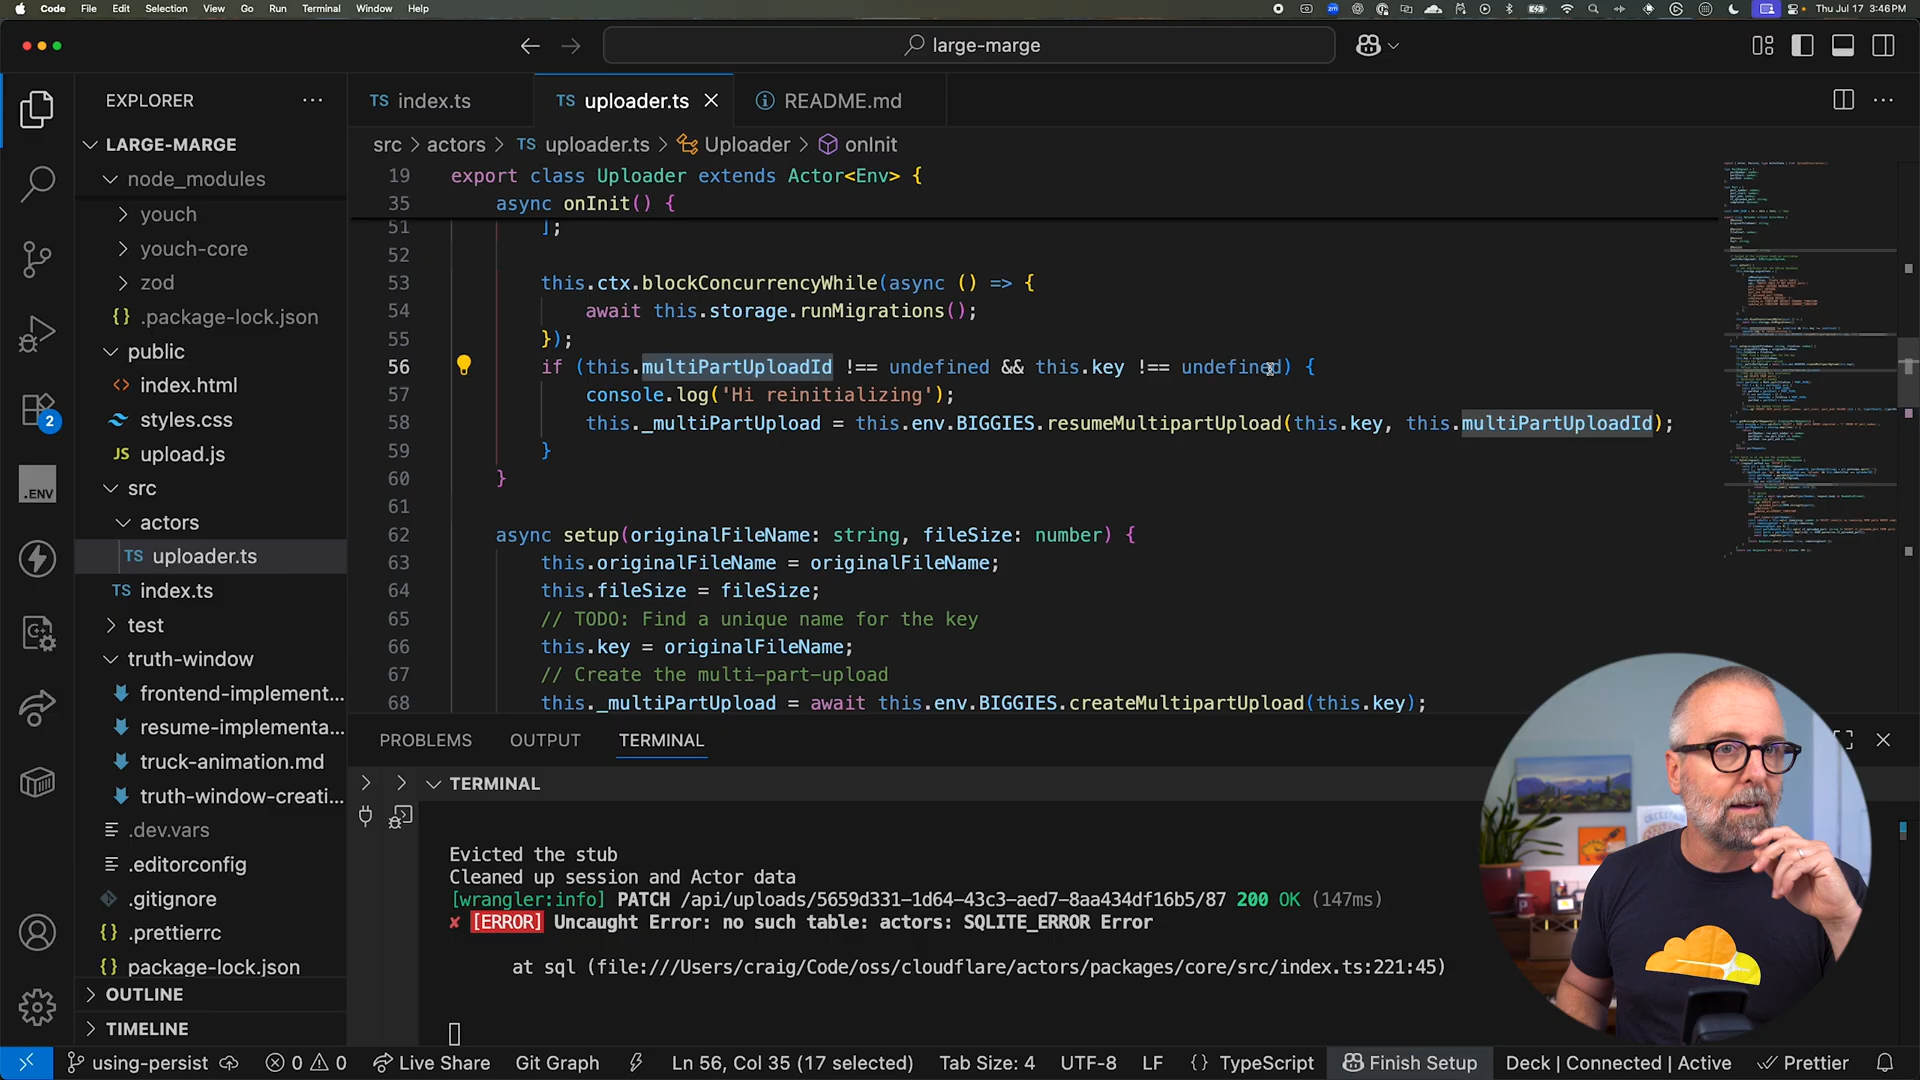 Code File Edit Selection View Go Run Terminal Window Help
Thu Jul 17 3:46PM
large-marge
EXPLORER
LARGE-MARGE
node_modules
youch
youch-core
zod
{} .package-lock.json
public
<> index.html
styles.css
JS upload.js
src
actors
TS uploader.ts
TS index.ts
test
truth-window
frontend-implement...
resume-implementa...
truck-animation.md
truth-window-creati...
.dev.vars
.editorconfig
.gitignore
{} .prettierrc
{} package-lock.json
OUTLINE
TIMELINE
2
.ENV
TS index.ts
TS uploader.ts
README.md
src > actors > TS uploader.ts > Uploader > onInit
19 export class Uploader extends Actor<Env> {
35 async onInit() {
51 ];
52
53 this.ctx.blockConcurrencyWhile(async () => {
54 await this.storage.runMigrations();
55 });
56 if (this.multiPartUploadId !== undefined && this.key !== undefined) {
57 console.log('Hi reinitializing');
58 this._multiPartUpload = this.env.BIGGIES.resumeMultipartUpload(this.key, this.multiPartUploadId);
59 }
60 }
61
62 async setup(originalFileName: string, fileSize: number) {
63 this.originalFileName = originalFileName;
64 this.fileSize = fileSize;
65 // TODO: Find a unique name for the key
66 this.key = originalFileName;
67 // Create the multi-part-upload
68 this._multiPartUpload = await this.env.BIGGIES.createMultipartUpload(this.key);
PROBLEMS OUTPUT TERMINAL
TERMINAL
Evicted the stub
Cleaned up session and Actor data
[wrangler:info] PATCH /api/uploads/5659d331-1d64-43c3-aed7-8aa434df16b5/87 200 OK (147ms)
✘ [ERROR] Uncaught Error: no such table: actors: SQLITE_ERROR Error
at sql (file:///Users/craig/Code/oss/cloudflare/actors/packages/core/src/index.ts:221:45)
using-persist 0 0 Live Share Git Graph Ln 56, Col 35 (17 selected) Tab Size: 4 UTF-8 LF {} TypeScript Finish Setup Deck | Connected | Active Prettier